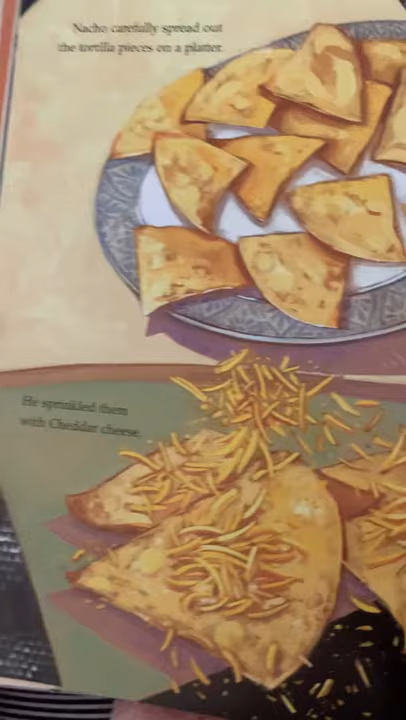 Nacho carefully spread out
the tortilla pieces on a platter.
He sprinkled them
with Cheddar cheese.